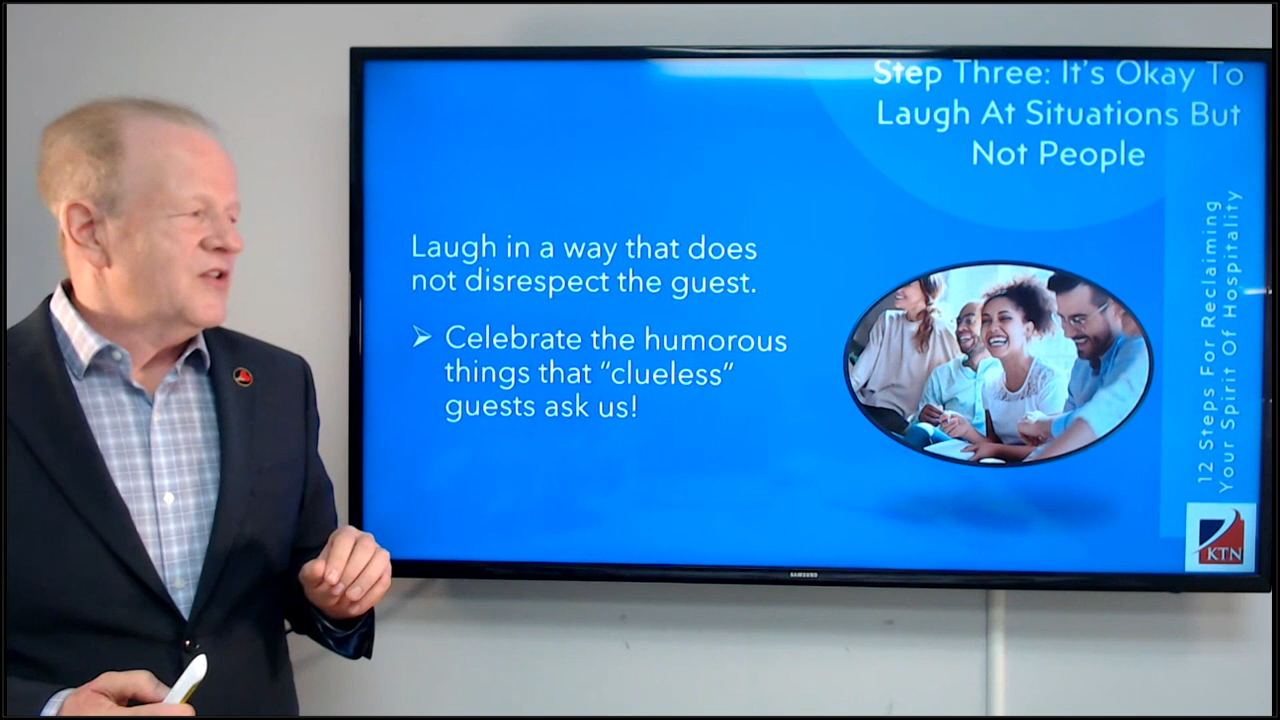 Step Three: It's Okay To
Laugh At Situations But
Not People
Laugh in a way that does
not disrespect the guest.
➢ Celebrate the humorous
things that "clueless"
guests ask us!
12 Steps For Reclaiming
Your Spirit Of Hospitality
KTN
SAMSUNG